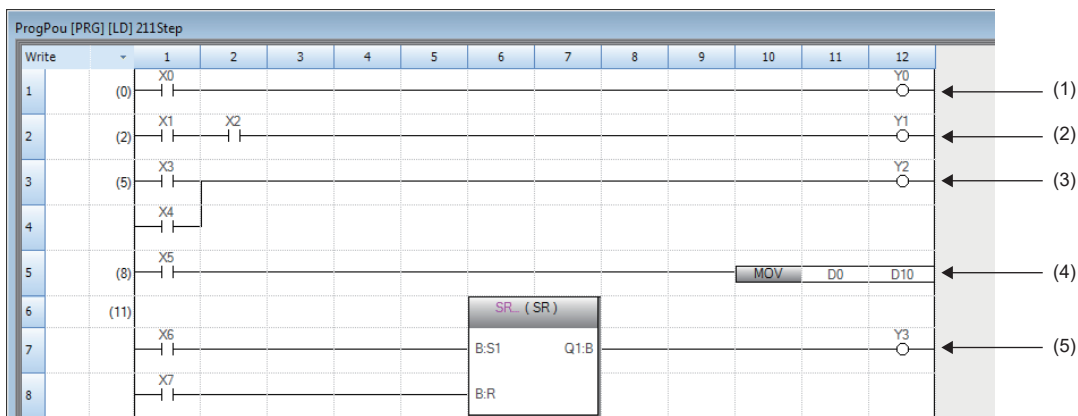 ProgPou [PRG] [LD] 211Step
Write 1 2 3 4 5 6 7 8 9 10 11 12
X0 Y0
1 (0) (1)
X1 X2 Y1
2 (2) (2)
X3 Y2
3 (5) (3)
X4
4
X5
5 (8) MOV D0 D10 (4)
6 (11) SR_ ( SR )
X6 Y3
7 B:S1 Q1:B (5)
X7
8 B:R